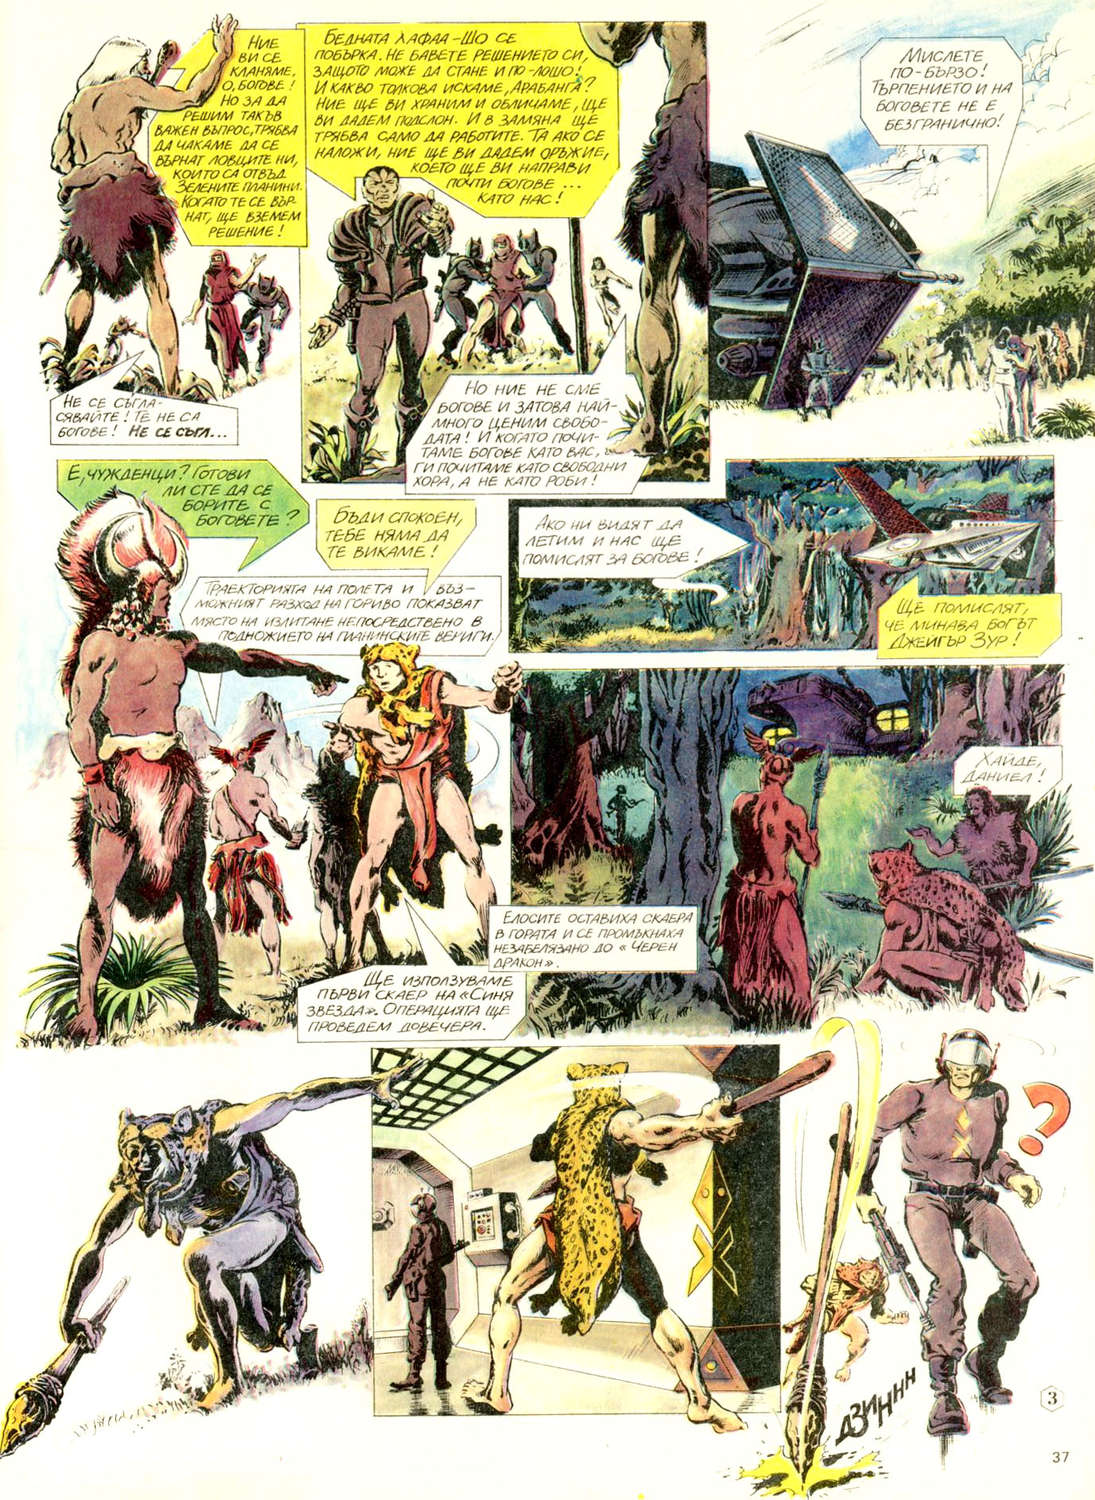 НИЕ
ВИ СЕ
КЛАНЯМЕ,
О, БОГОВЕ!
НО ЗА ДА
РЕШИМ ТАКЪВ
ВАЖЕН ВЪПРОС, ТРЯБВА
ДА ЧАКАМЕ ДА СЕ
ВЪРНАТ ЛОВЦИТЕ НИ,
КОИТО СА ОТВЪД
ЗЕЛЕНИТЕ ПЛАНИНИ.
КОГАТО ТЕ СЕ ВЪР-
НАТ, ЩЕ ВЗЕМЕМ
РЕШЕНИЕ!
НЕ СЕ СЪГЛА-
СЯВАЙТЕ! ТЕ НЕ СА
БОГОВЕ! НЕ СЕ СЪГЛ...
БЕДНАТА ХАФАА-ШО СЕ
ПОБЪРКА. НЕ БАВЕТЕ РЕШЕНИЕТО СИ,
ЗАЩОТО МОЖЕ ДА СТАНЕ И ПО-ЛОШО!
И КАКВО ТОЛКОВА ИСКАМЕ, АРАБАНГА?
НИЕ ЩЕ ВИ ХРАНИМ И ОБЛИЧАМЕ, ЩЕ
ВИ ДАДЕМ ПОДСЛОН. И В ЗАМЯНА ЩЕ
ТРЯБВА САМО ДА РАБОТИТЕ. ТА АКО СЕ
НАЛОЖИ, НИЕ ЩЕ ВИ ДАДЕМ ОРЪЖИЕ,
КОЕТО ЩЕ ВИ НАПРАВИ
ПОЧТИ БОГОВЕ ...
КАТО НАС!
НО НИЕ НЕ СМЕ
БОГОВЕ И ЗАТОВА НАЙ-
МНОГО ЦЕНИМ СВОБО-
ДАТА! И КОГАТО ПОЧИ-
ТАМЕ БОГОВЕ КАТО ВАС,
ГИ ПОЧИТАМЕ КАТО СВОБОДНИ
ХОРА, А НЕ КАТО РОБИ!
МИСЛЕТЕ
ПО-БЪРЗО!
ТЪРПЕНИЕТО И НА
БОГОВЕТЕ НЕ Е
БЕЗГРАНИЧНО!
Е, ЧУЖДЕНЦИ? ГОТОВИ
ЛИ СТЕ ДА СЕ
БОРИТЕ С
БОГОВЕТЕ?
БЪДИ СПОКОЕН,
ТЕБЕ НЯМА ДА
ТЕ ВИКАМЕ!
ТРАЕКТОРИЯТА НА ПОЛЕТА И ВЪЗ-
МОЖНИЯТ РАЗХОД НА ГОРИВО ПОКАЗВАТ
МЯСТО НА ИЗЛИТАНЕ НЕПОСРЕДСТВЕНО В
ПОДНОЖИЕТО НА ГИАНИНСКИТЕ ВЕРИГИ.
ЩЕ ИЗПОЛЗУВАМЕ
ПЪРВИ СКАЕР НА «СИНЯ
ЗВЕЗДА». ОПЕРАЦИЯТА ЩЕ
ПРОВЕДЕМ ДОВЕЧЕРА.
АКО НИ ВИДЯТ ДА
ЛЕТИМ И НАС ЩЕ
ПОМИСЛЯТ ЗА БОГОВЕ!
ЩЕ ПОМИСЛЯТ,
ЧЕ МИНАВА БОГЪТ
ДЖЕЙГЪР ЗУР!
ХАЙДЕ,
ДАНИЕЛ!
ЕЛОСИТЕ ОСТАВИХА СКАЕРА
В ГОРАТА И СЕ ПРОМЪКНАХА
НЕЗАБЕЛЯЗАНО ДО «ЧЕРЕН
ДРАКОН».
?
ДЗИННН
3
37